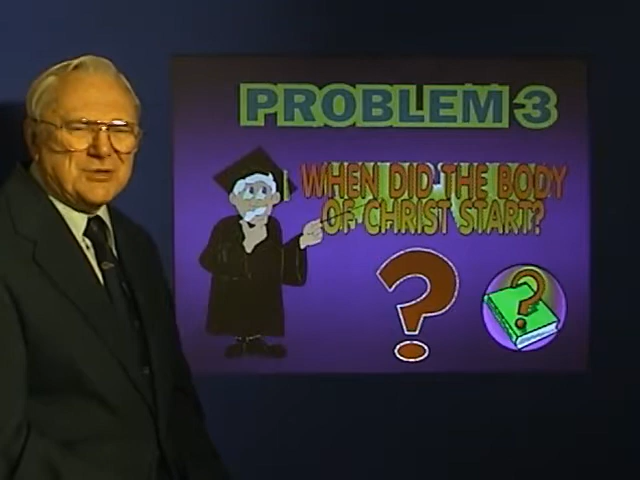 PROBLEM 3
WHEN DID THE BODY
OF CHRIST START?
?
?